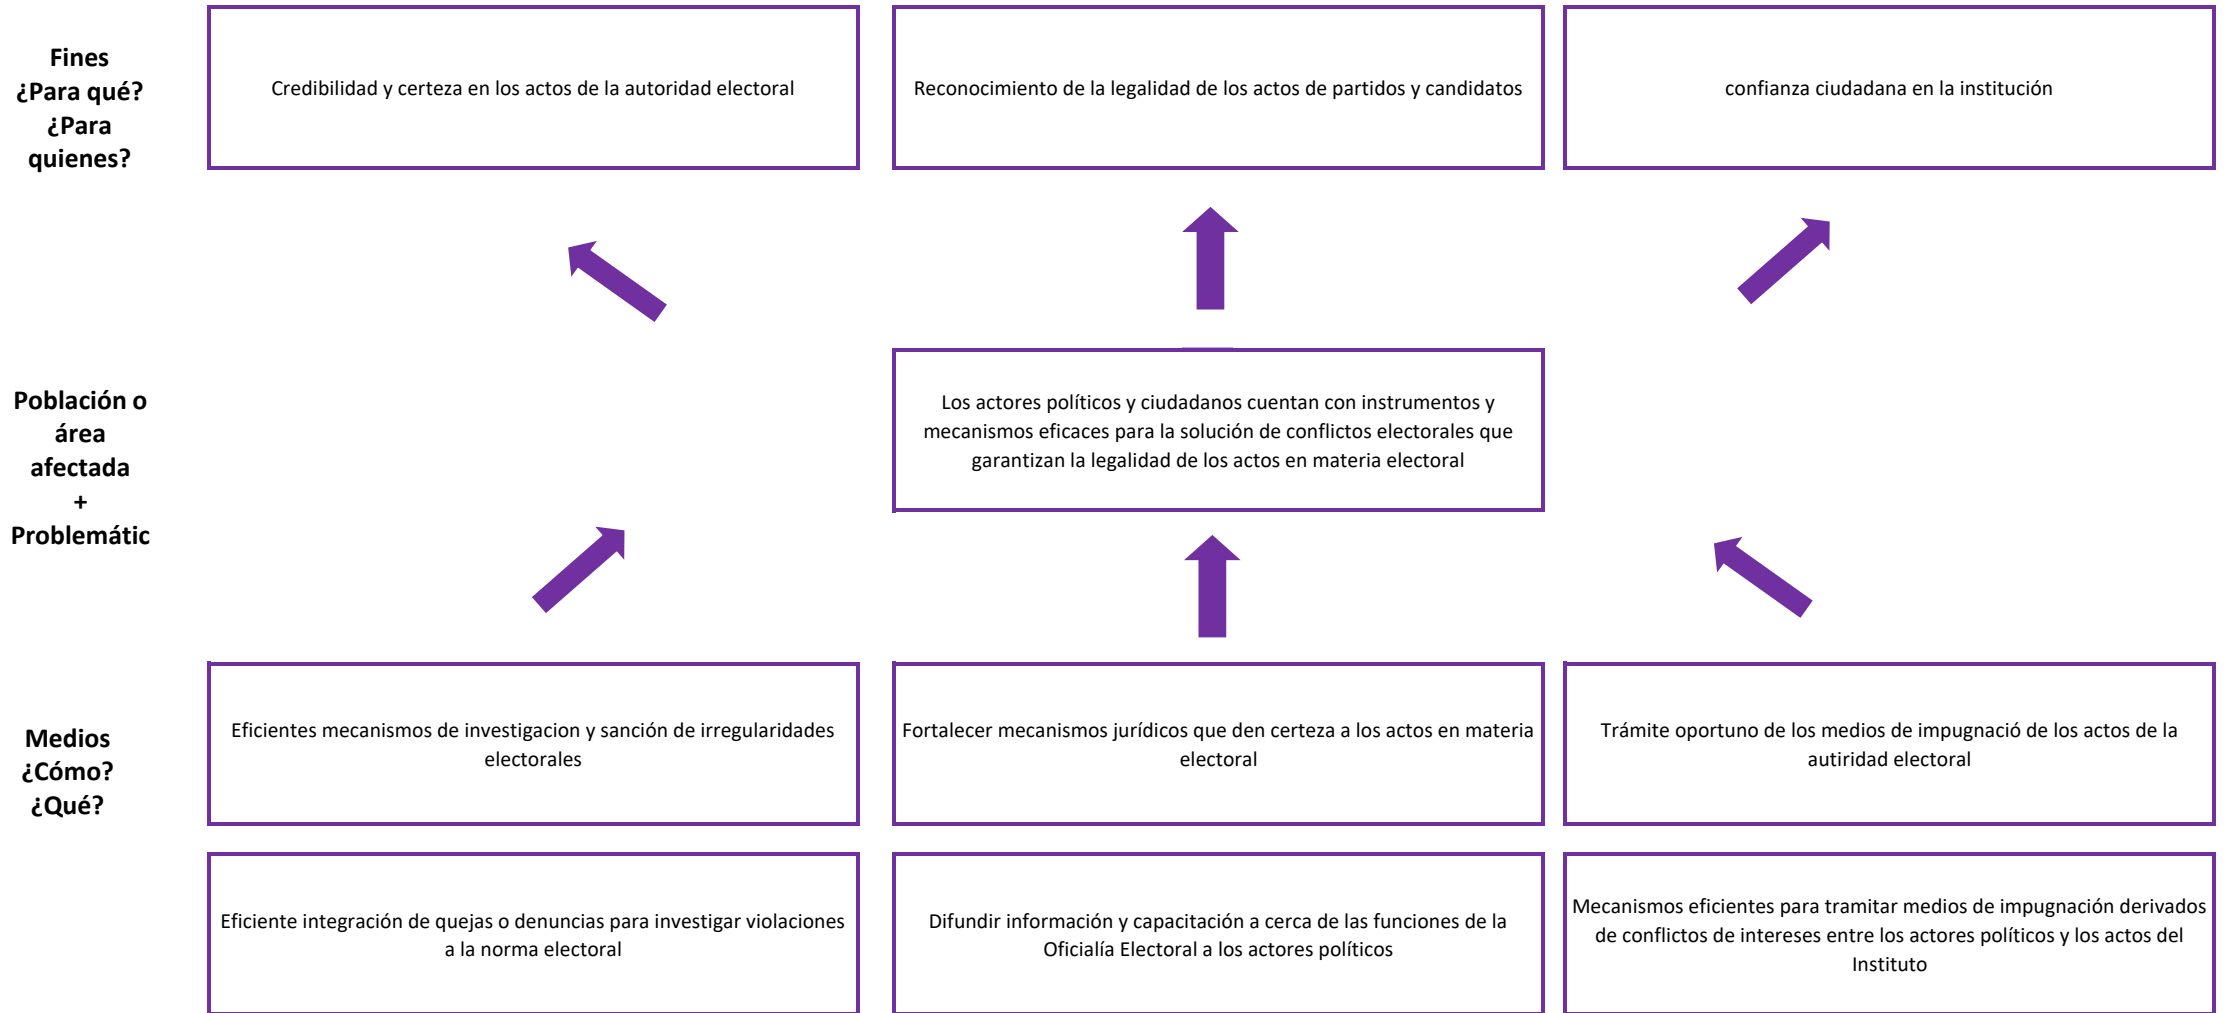 Fines
¿Para qué?
¿Para
quienes?
Credibilidad y certeza en los actos de la autoridad electoral
Reconocimiento de la legalidad de los actos de partidos y candidatos
confianza ciudadana en la institución
Población o
área
afectada
+
Problemátic
Los actores políticos y ciudadanos cuentan con instrumentos y
mecanismos eficaces para la solución de conflictos electorales que
garantizan la legalidad de los actos en materia electoral
Medios
¿Cómo?
¿Qué?
Eficientes mecanismos de investigacion y sanción de irregularidades
electorales
Fortalecer mecanismos jurídicos que den certeza a los actos en materia
electoral
Trámite oportuno de los medios de impugnació de los actos de la
autiridad electoral
Eficiente integración de quejas o denuncias para investigar violaciones
a la norma electoral
Difundir información y capacitación a cerca de las funciones de la
Oficialía Electoral a los actores políticos
Mecanismos eficientes para tramitar medios de impugnación derivados
de conflictos de intereses entre los actores políticos y los actos del
Instituto